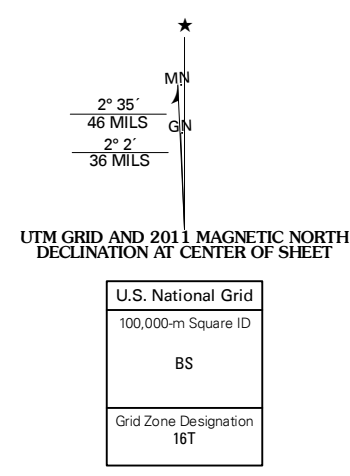 ★
MN
2° 35´
46 MILS
GN
2° 2´
36 MILS
UTM GRID AND 2011 MAGNETIC NORTH
DECLINATION AT CENTER OF SHEET
U.S. National Grid
100,000-m Square ID
BS
Grid Zone Designation
16T